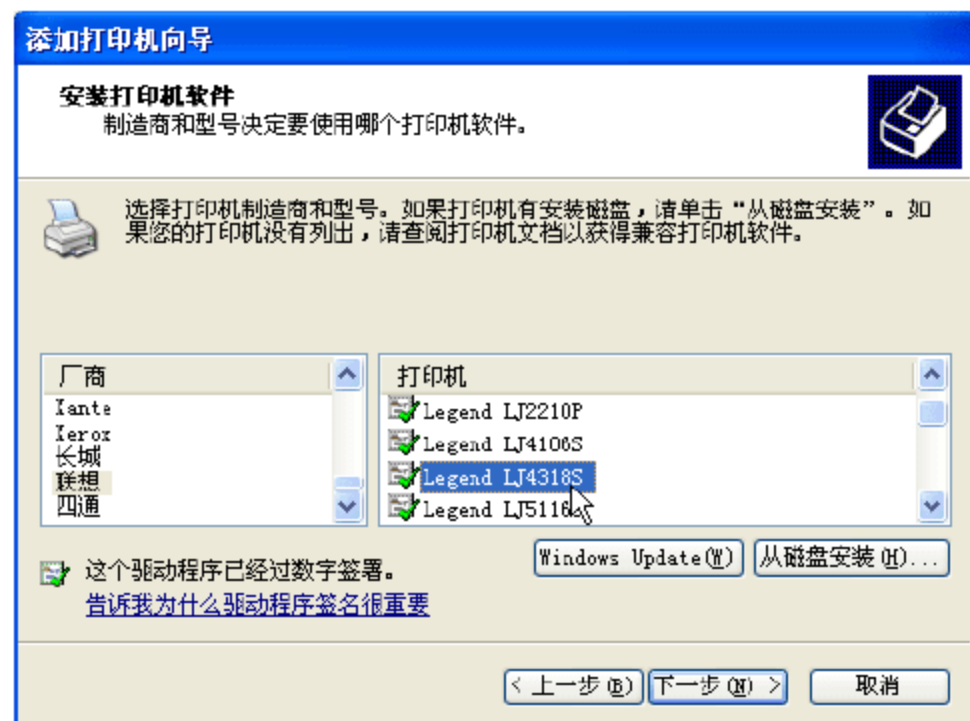 添加打印机向导
安装打印机软件
制造商和型号决定要使用哪个打印机软件。
选择打印机制造商和型号。如果打印机有安装磁盘，请单击“从磁盘安装”。如
果您的打印机没有列出，请查阅打印机文档以获得兼容打印机软件。
厂商
Xante
Xerox
长城
联想
四通
打印机
Legend LJ2210P
Legend LJ4106S
Legend LJ4318S
这个驱动程序已经过数字签署。
告诉我为什么驱动程序签名很重要
Windows Update(W)
从磁盘安装(H)...
< 上一步(B)
下一步(N) >
取消